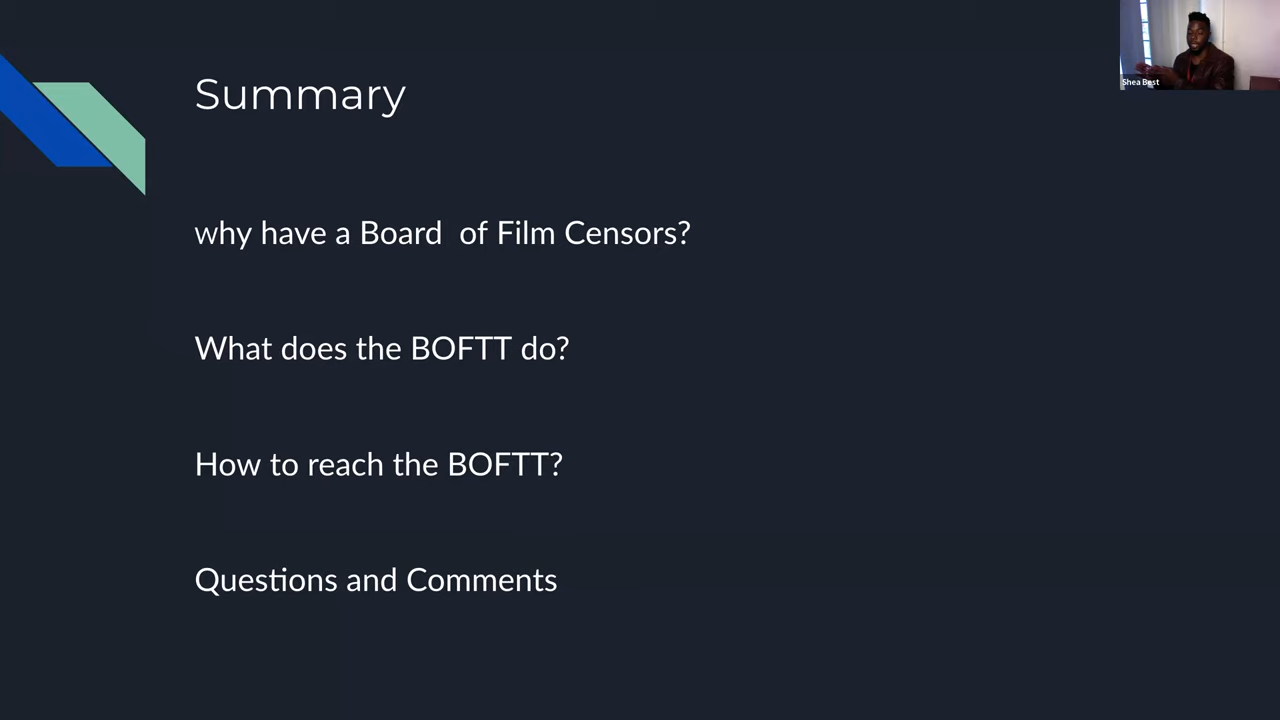 Shea Best
Summary
why have a Board  of Film Censors?
What does the BOFTT do?
How to reach the BOFTT?
Questions and Comments